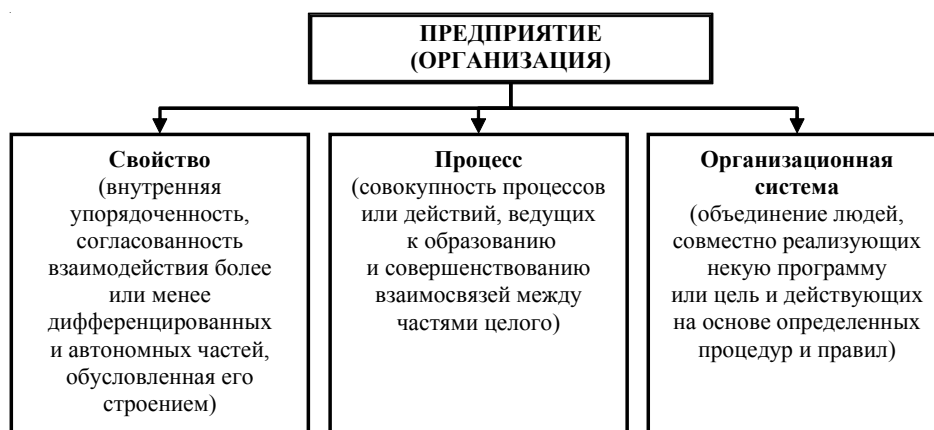 ПРЕДПРИЯТИЕ
(ОРГАНИЗАЦИЯ)
Свойство
(внутренняя
упорядоченность,
согласованность
взаимодействия более
или менее
дифференцированных
и автономных частей,
обусловленная его
строением)
Процесс
(совокупность процессов
или действий, ведущих
к образованию
и совершенствованию
взаимосвязей между
частями целого)
Организационная
система
(объединение людей,
совместно реализующих
некую программу
или цель и действующих
на основе определенных
процедур и правил)